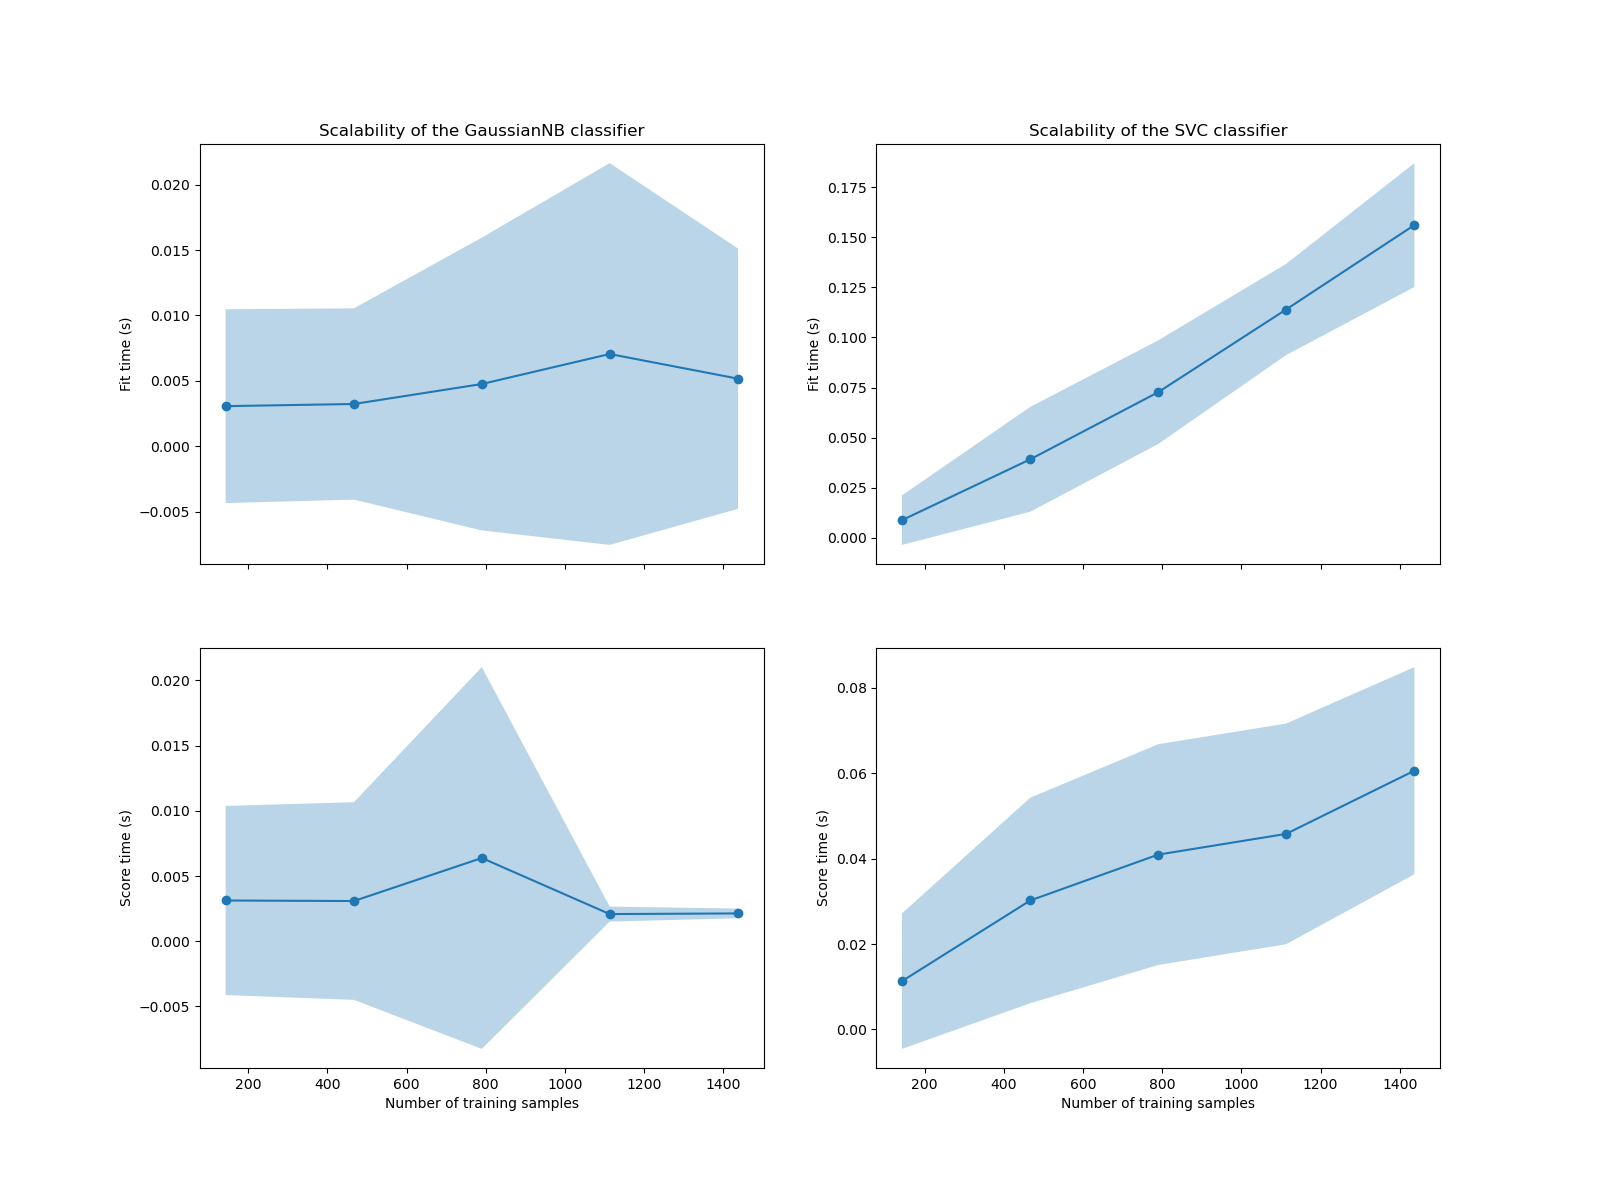 Scalability of the GaussianNB classifier
Fit time (s)
0.020
0.015
0.010
0.005
0.000
−0.005
Scalability of the SVC classifier
Fit time (s)
0.175
0.150
0.125
0.100
0.075
0.050
0.025
0.000
Score time (s)
0.020
0.015
0.010
0.005
0.000
−0.005
200 400 600 800 1000 1200 1400
Number of training samples
Score time (s)
0.08
0.06
0.04
0.02
0.00
200 400 600 800 1000 1200 1400
Number of training samples